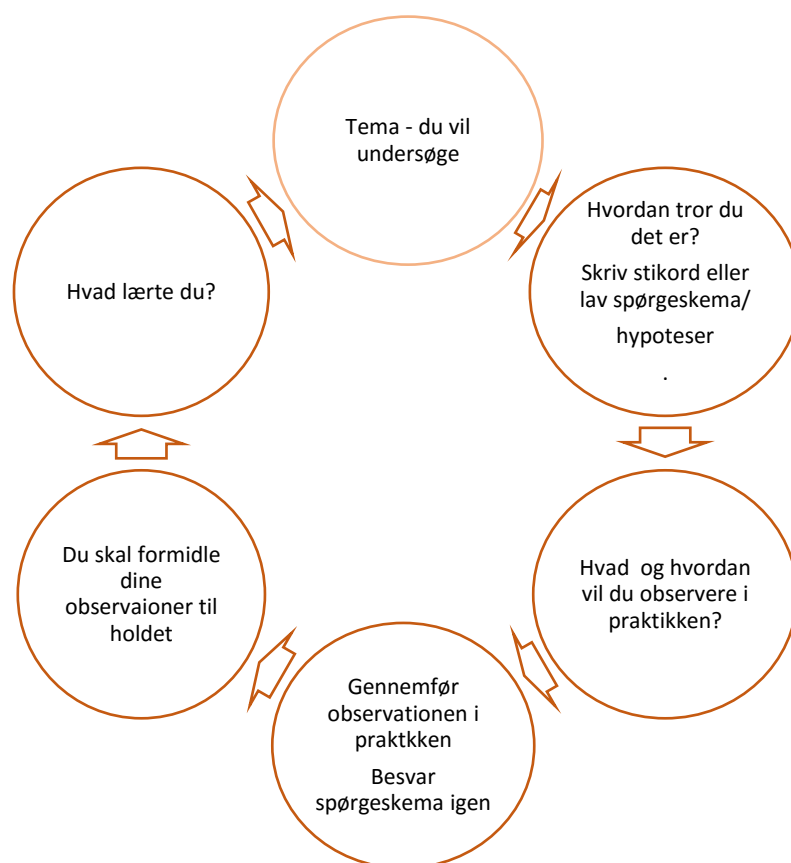 Tema - du vil
undersøge
Hvordan tror du
det er?
Skriv stikord eller
lav spørgeskema/
hypoteser
.
Hvad  og hvordan
vil du observere i
praktikken?
Gennemfør
observationen i
praktkken
Besvar
spørgeskema igen
Du skal formidle
dine
observaioner til
holdet
Hvad lærte du?